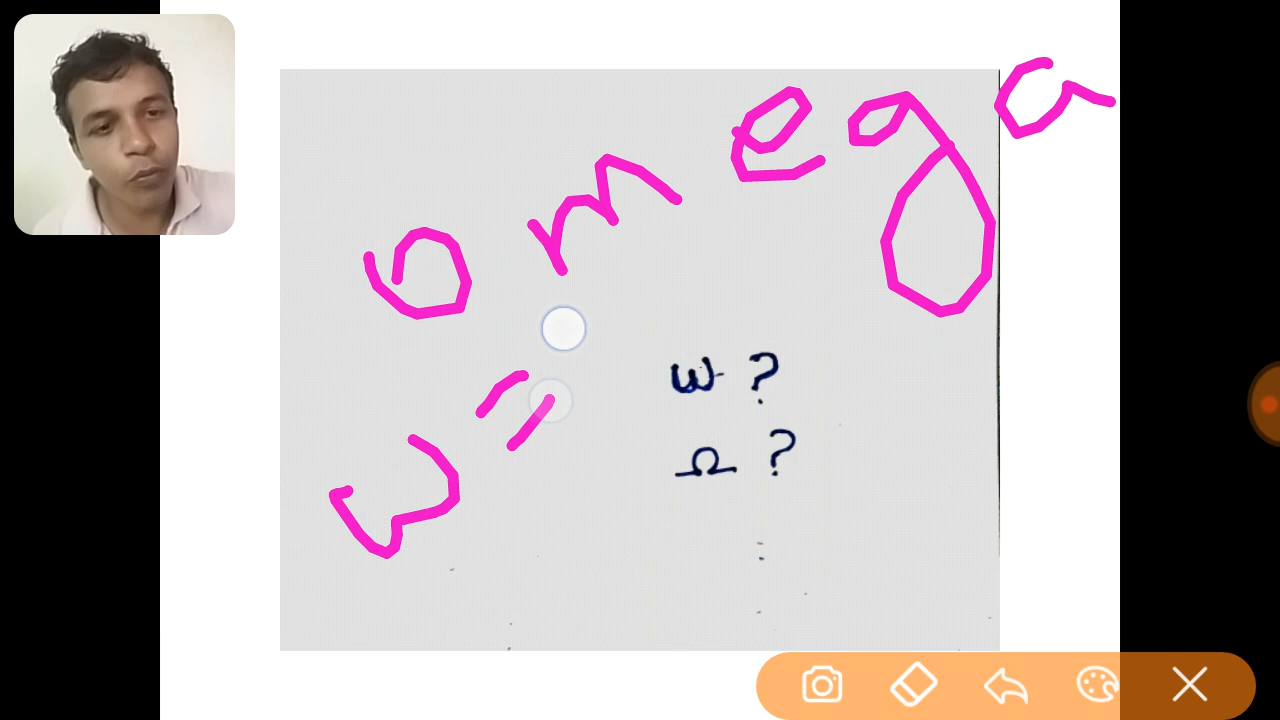 omega
ω =
ω ?
Ω ?